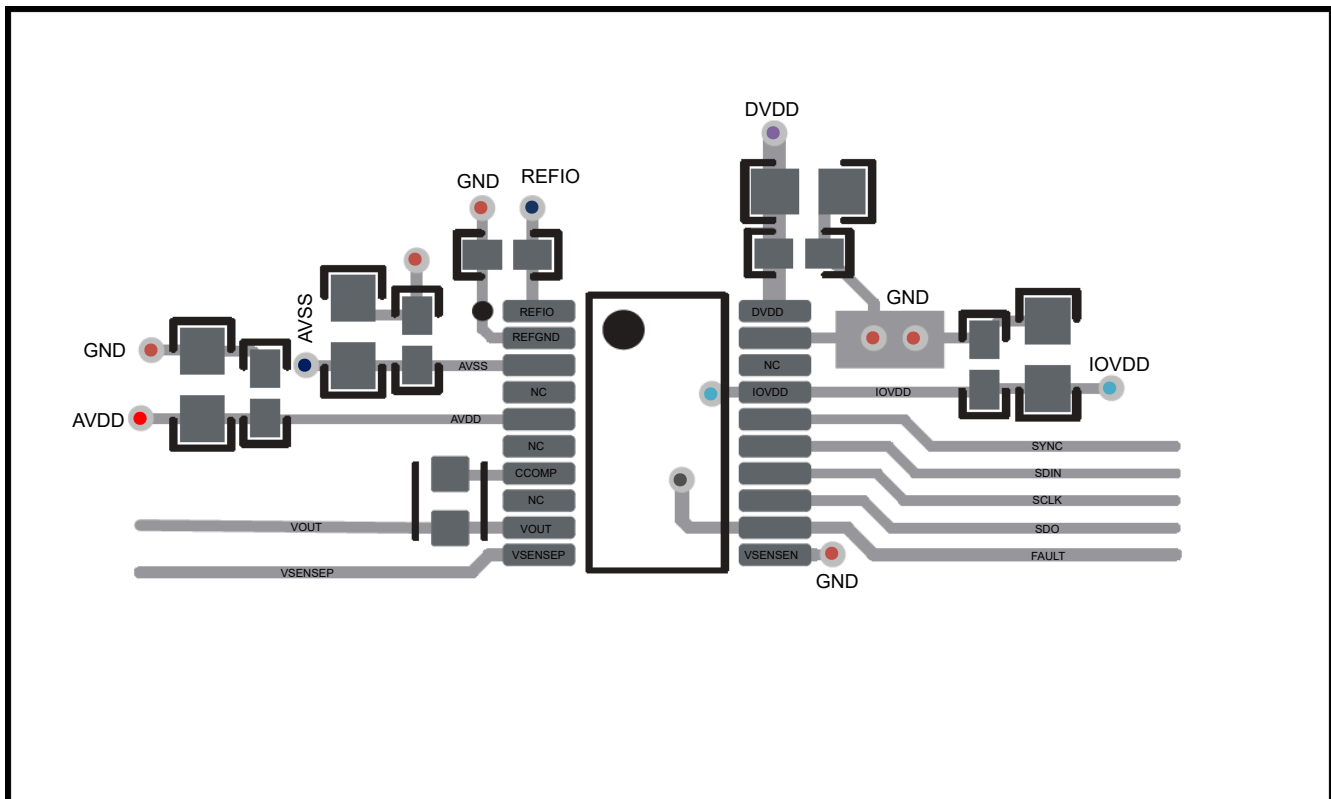 DVDD
GND
REFIO
AVSS
GND
AVDD
REFIO
REFGND
AVSS
NC
AVDD
NC
CCOMP
NC
VOUT
VOUT
VSENSEP
VSENSEP
DVDD
GND
NC
IOVDD
IOVDD
IOVDD
SYNC
SDIN
SCLK
SDO
FAULT
VSENSEN
GND